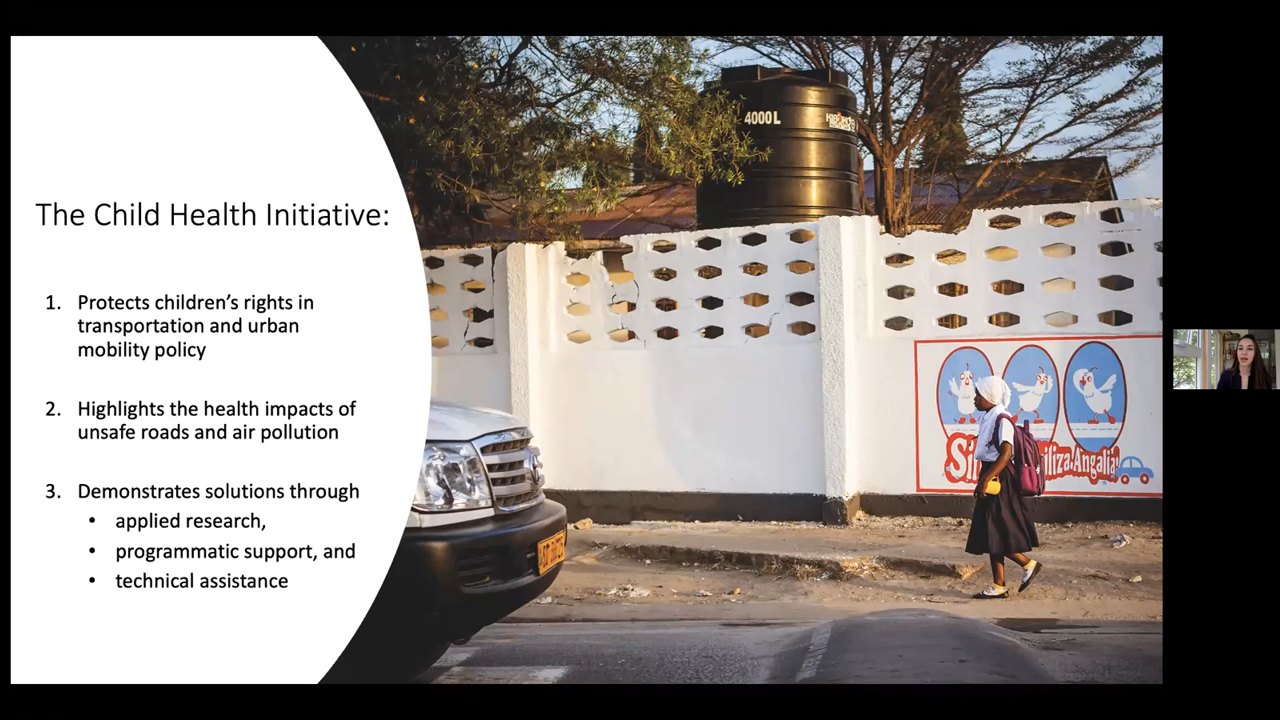 The Child Health Initiative:
1. Protects children's rights in
transportation and urban
mobility policy
2. Highlights the health impacts of
unsafe roads and air pollution
3. Demonstrates solutions through
• applied research,
• programmatic support, and
• technical assistance
4000L
Angalia!